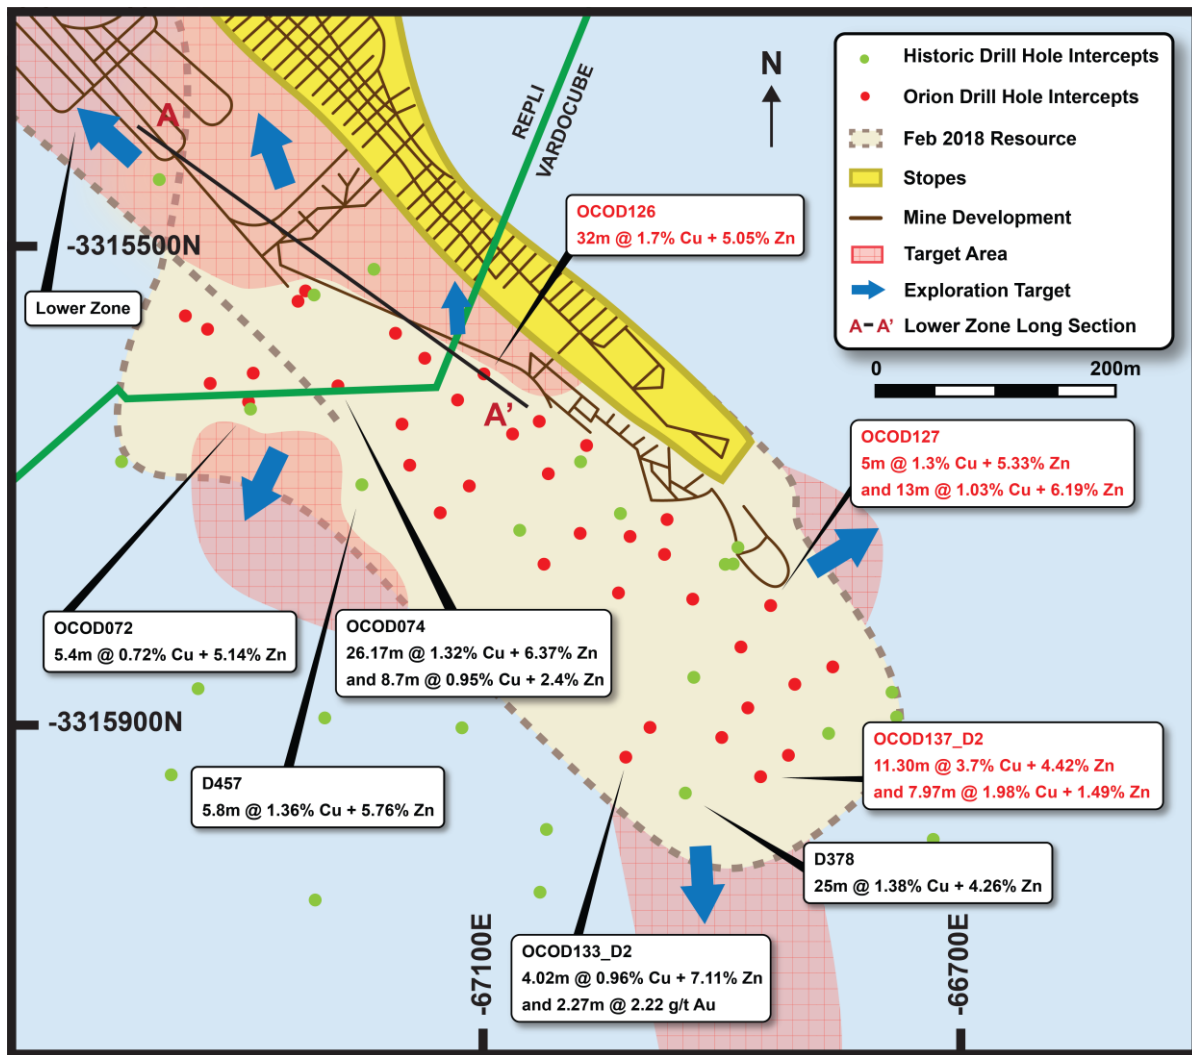 Historic Drill Hole Intercepts
Orion Drill Hole Intercepts
Feb 2018 Resource
Stopes
Mine Development
Target Area
Exploration Target
A-A' Lower Zone Long Section
0 200m
N
REPLI
VARDOCUBE
A
A'
-3315500N
Lower Zone
OCOD126
32m @ 1.7% Cu + 5.05% Zn
OCOD127
5m @ 1.3% Cu + 5.33% Zn
and 13m @ 1.03% Cu + 6.19% Zn
OCOD072
5.4m @ 0.72% Cu + 5.14% Zn
OCOD074
26.17m @ 1.32% Cu + 6.37% Zn
and 8.7m @ 0.95% Cu + 2.4% Zn
-3315900N
D457
5.8m @ 1.36% Cu + 5.76% Zn
OCOD137_D2
11.30m @ 3.7% Cu + 4.42% Zn
and 7.97m @ 1.98% Cu + 1.49% Zn
D378
25m @ 1.38% Cu + 4.26% Zn
OCOD133_D2
4.02m @ 0.96% Cu + 7.11% Zn
and 2.27m @ 2.22 g/t Au
-67100E
-66700E